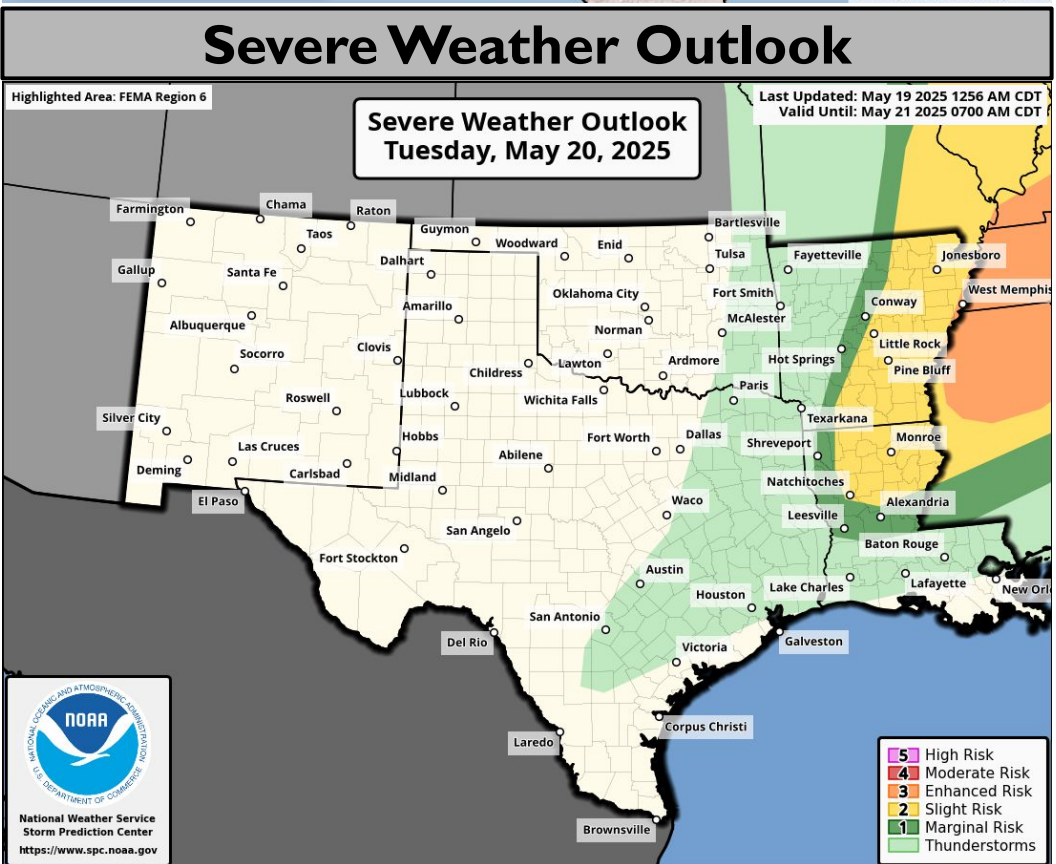 Severe Weather Outlook
Highlighted Area: FEMA Region 6
Severe Weather Outlook
Tuesday, May 20, 2025
Last Updated: May 19 2025 1256 AM CDT
Valid Until: May 21 2025 0700 AM CDT
Farmington
Chama
Raton
Taos
Guymon
Woodward
Enid
Bartlesville
Tulsa
Fayetteville
Jonesboro
Gallup
Santa Fe
Dalhart
Oklahoma City
Fort Smith
Conway
West Memphis
Albuquerque
Amarillo
Norman
McAlester
Little Rock
Socorro
Clovis
Childress
Lawton
Ardmore
Hot Springs
Pine Bluff
Roswell
Lubbock
Wichita Falls
Paris
Texarkana
Silver City
Las Cruces
Hobbs
Fort Worth
Dallas
Shreveport
Monroe
Deming
Carlsbad
Midland
Abilene
Natchitoches
El Paso
San Angelo
Waco
Leesville
Alexandria
Fort Stockton
Austin
Baton Rouge
Houston
Lake Charles
Lafayette
New Orl
Del Rio
San Antonio
Victoria
Galveston
Laredo
Corpus Christi
Brownsville
NATIONAL OCEANIC AND ATMOSPHERIC ADMINISTRATION
NOAA
U.S. DEPARTMENT OF COMMERCE
National Weather Service
Storm Prediction Center
https://www.spc.noaa.gov
5 High Risk
4 Moderate Risk
3 Enhanced Risk
2 Slight Risk
1 Marginal Risk
Thunderstorms